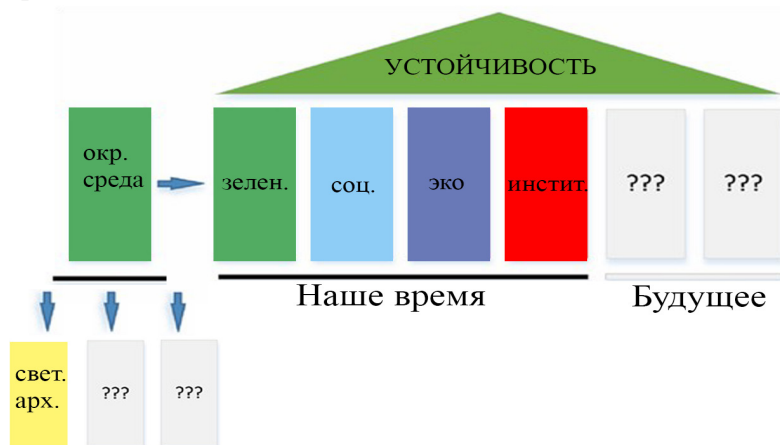 УСТОЙЧИВОСТЬ
окр.
среда
зелен.
соц.
эко
инстит.
???
???
Наше время
Будущее
свет.
арх.
???
???